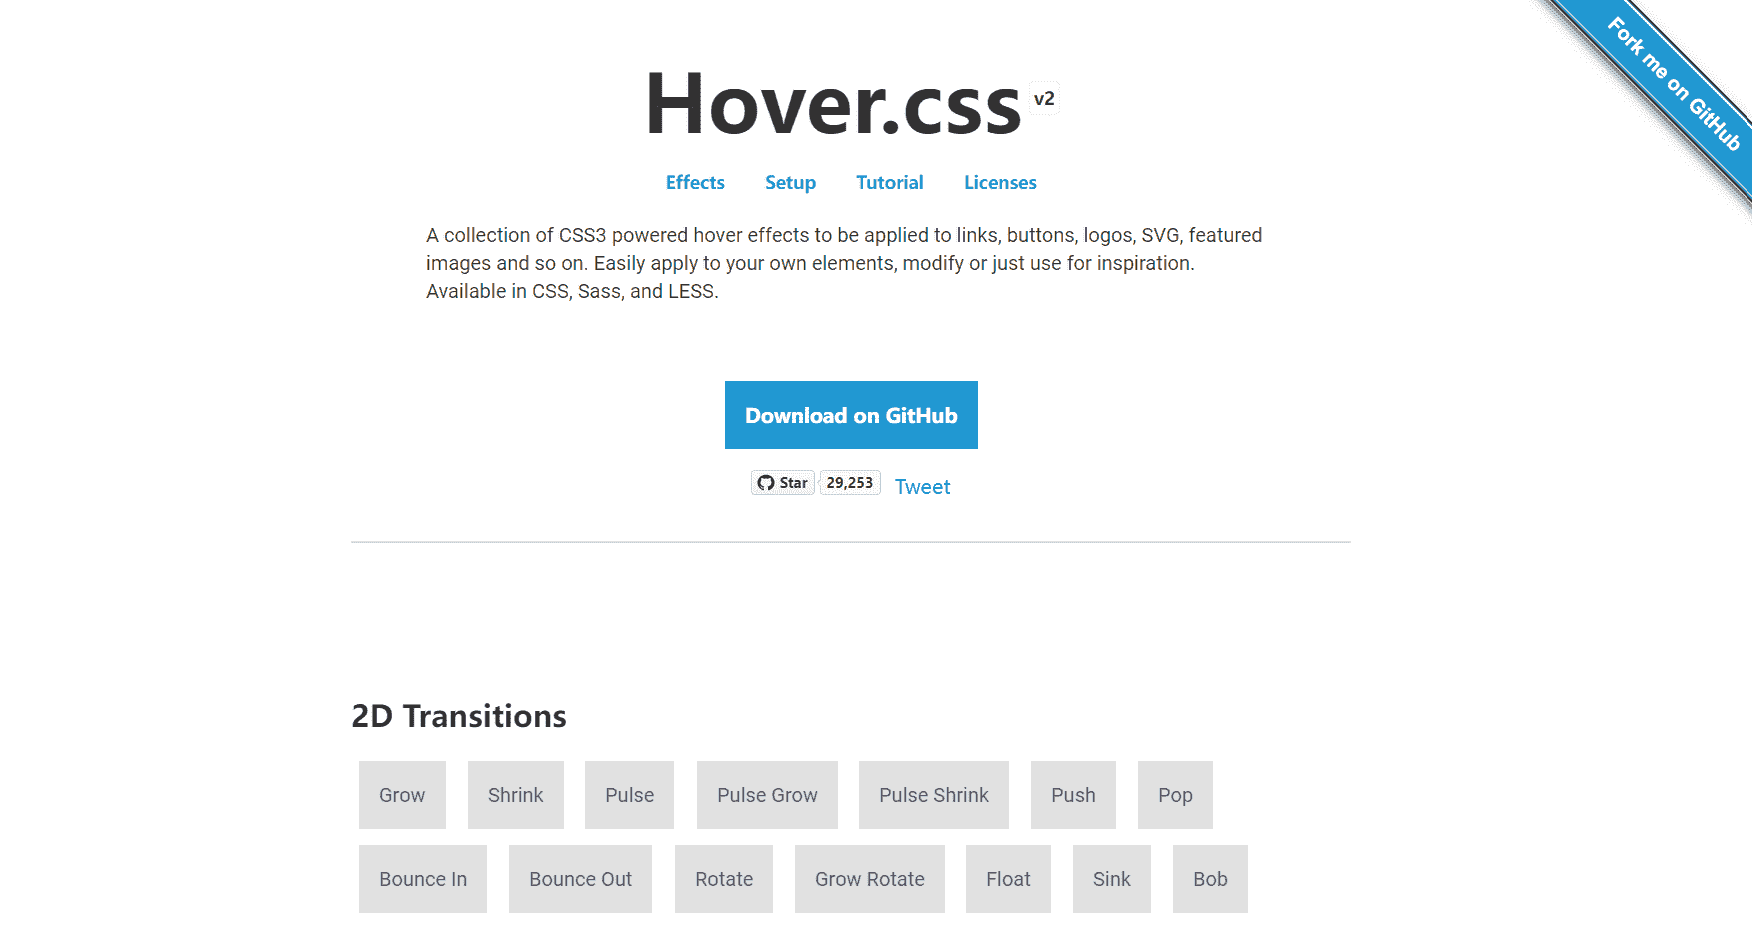 Fork me on GitHub
Hover.css v2
Effects Setup Tutorial Licenses
A collection of CSS3 powered hover effects to be applied to links, buttons, logos, SVG, featured
images and so on. Easily apply to your own elements, modify or just use for inspiration.
Available in CSS, Sass, and LESS.
Download on GitHub
Star 29,253 Tweet
2D Transitions
Grow Shrink Pulse Pulse Grow Pulse Shrink Push Pop
Bounce In Bounce Out Rotate Grow Rotate Float Sink Bob